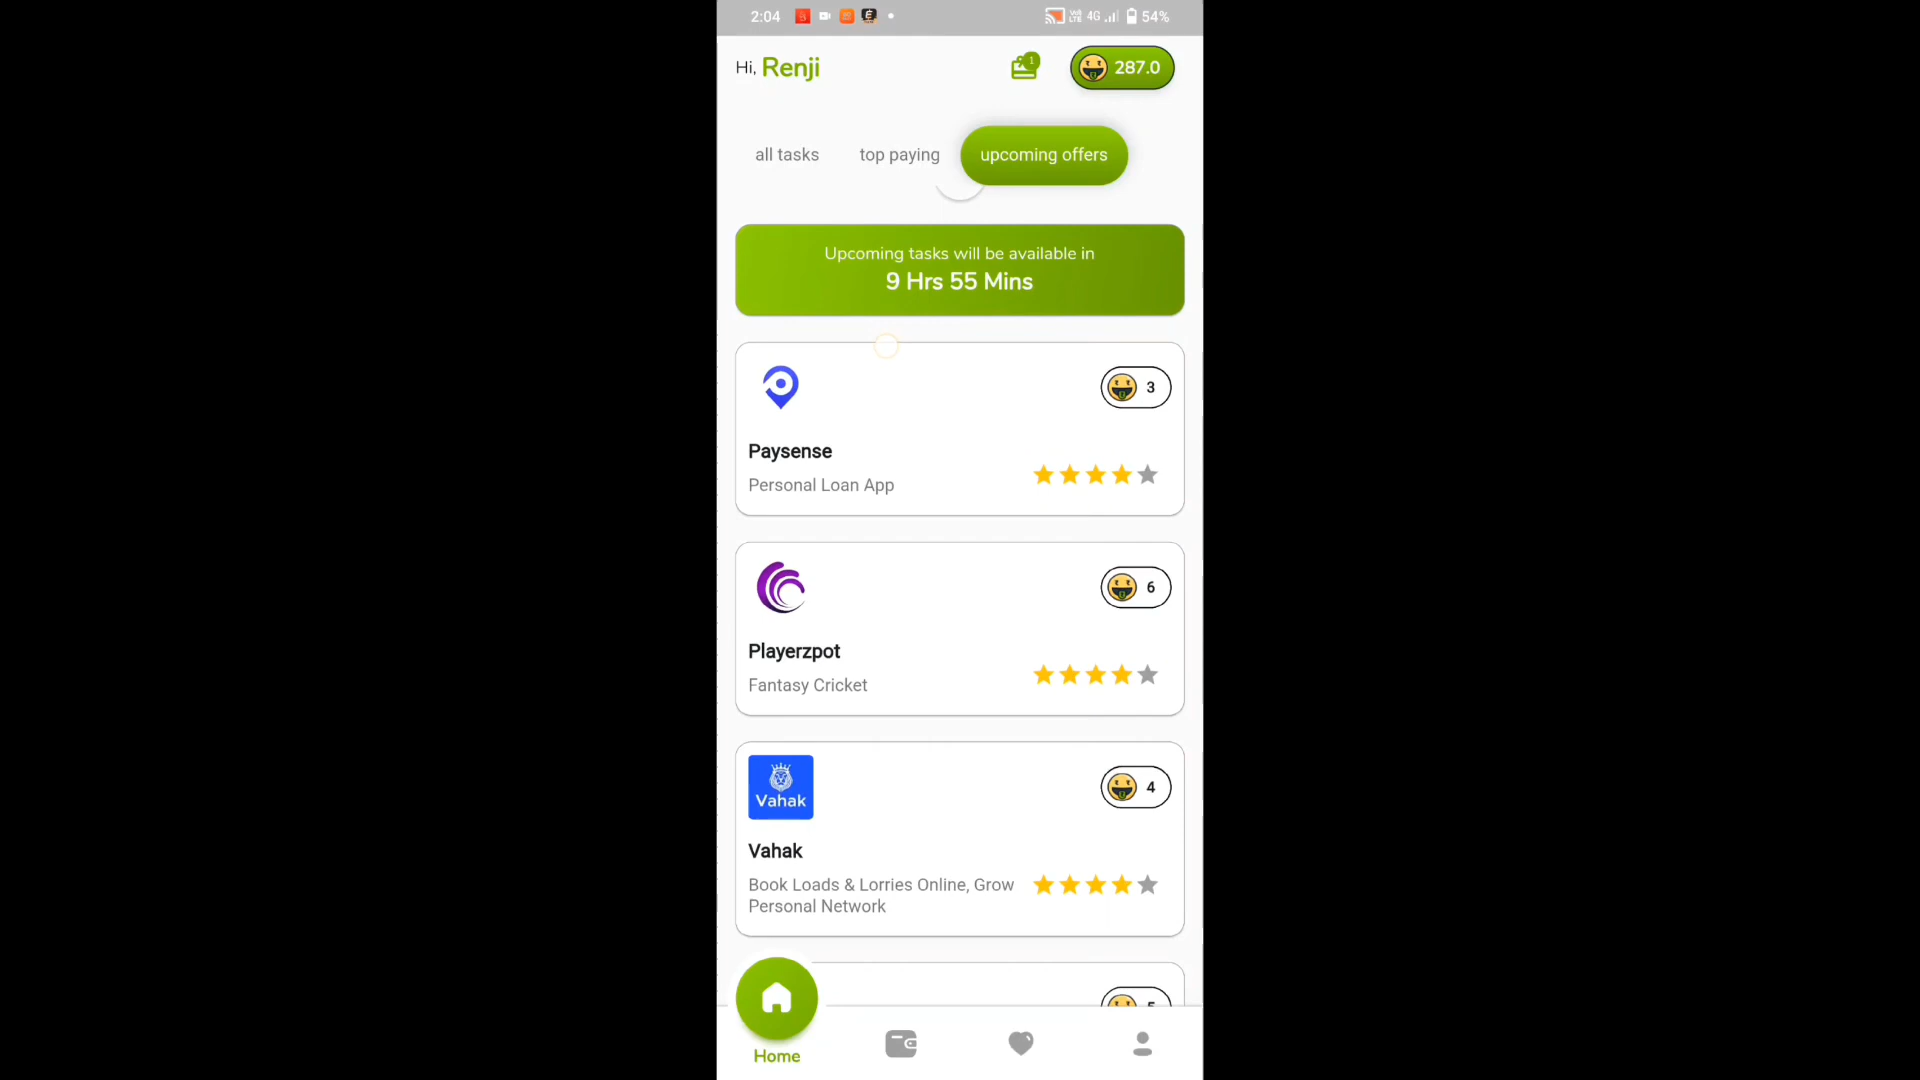 2:04
4G
54%
Hi, Renji
1
287.0
all tasks
top paying
upcoming offers
Upcoming tasks will be available in
9 Hrs 55 Mins
3
Paysense
Personal Loan App
6
Playerzpot
Fantasy Cricket
Vahak
4
Vahak
Book Loads & Lorries Online, Grow
Personal Network
Home